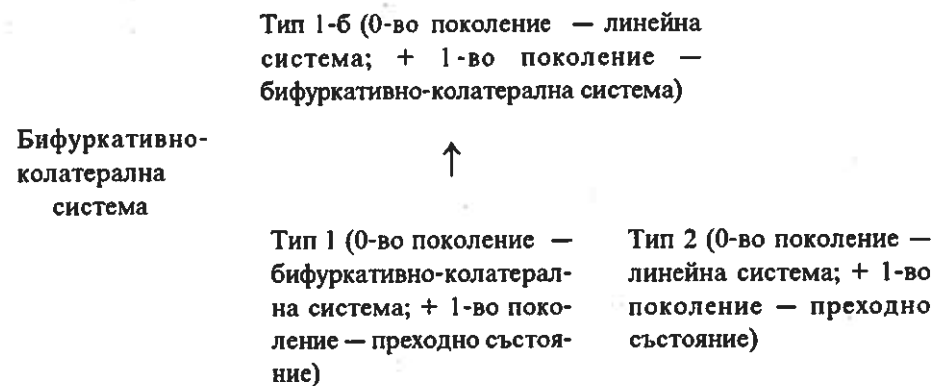 Тип 1-б (0-во поколение — линейна
система; + 1-во поколение —
бифуркативно-колатерална система)
Бифуркативно-
колатерална
система
↑
Тип 1 (0-во поколение —
бифуркативно-колатерал-
на система; + 1-во поко-
ление — преходно състоя-
ние)
Тип 2 (0-во поколение —
линейна система; + 1-во
поколение — преходно
състояние)